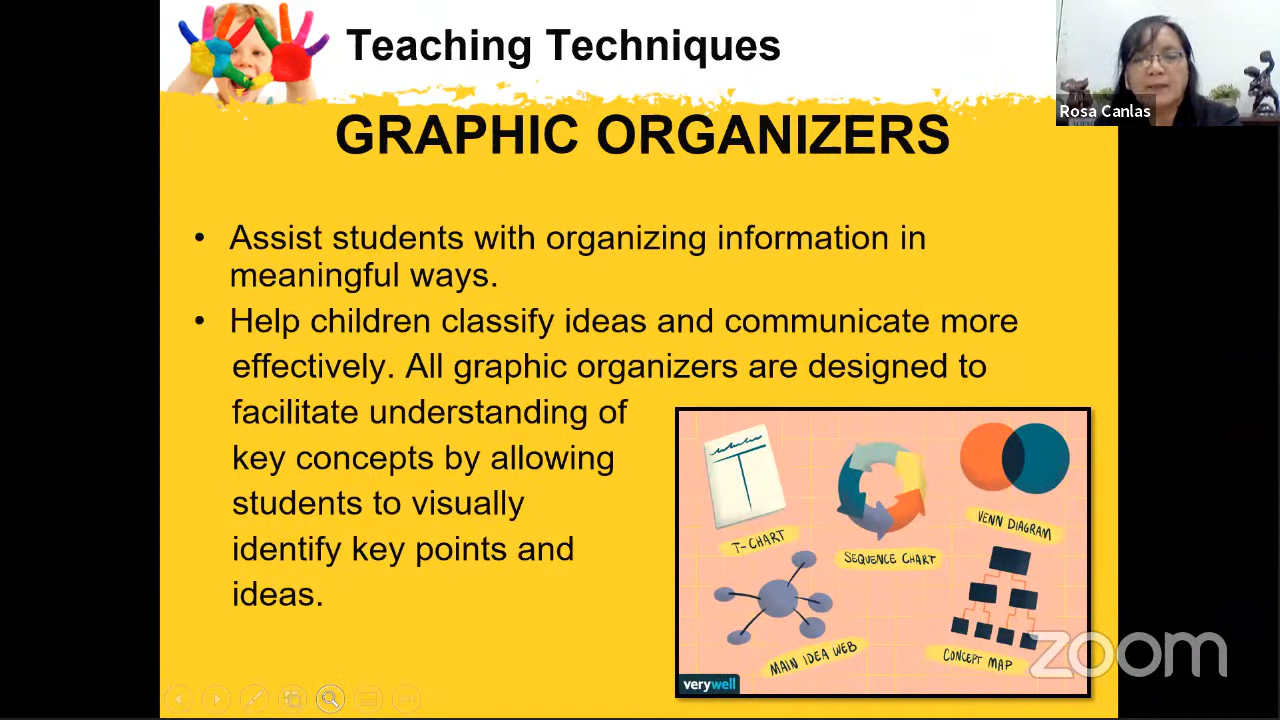 Teaching Techniques
Rosa Canlas
GRAPHIC ORGANIZERS
• Assist students with organizing information in
meaningful ways.
• Help children classify ideas and communicate more
effectively. All graphic organizers are designed to
facilitate understanding of
key concepts by allowing
students to visually
identify key points and
ideas.
T
T-CHART
SEQUENCE CHART
VENN DIAGRAM
MAIN IDEA WEB
CONCEPT MAP
verywell
zoom